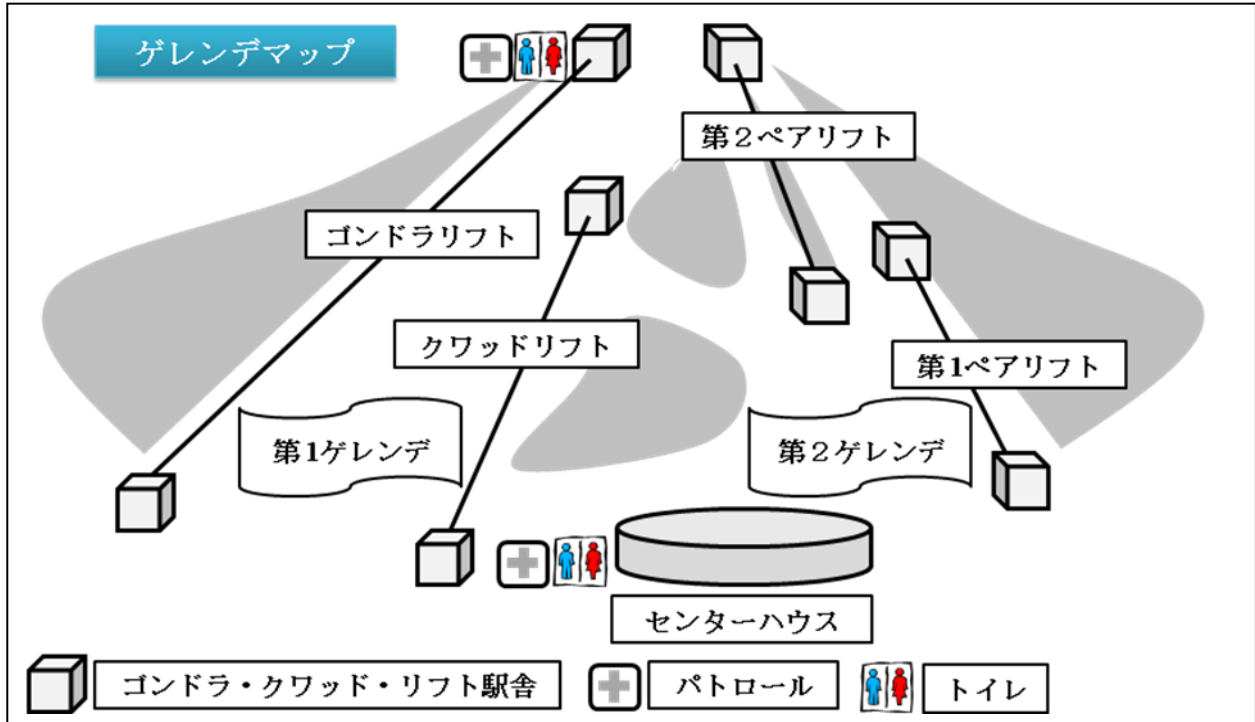 ゲレンデマップ
第２ペアリフト
ゴンドラリフト
クワッドリフト
第1ペアリフト
第1ゲレンデ
第２ゲレンデ
センターハウス
ゴンドラ・クワッド・リフト駅舎
パトロール
トイレ